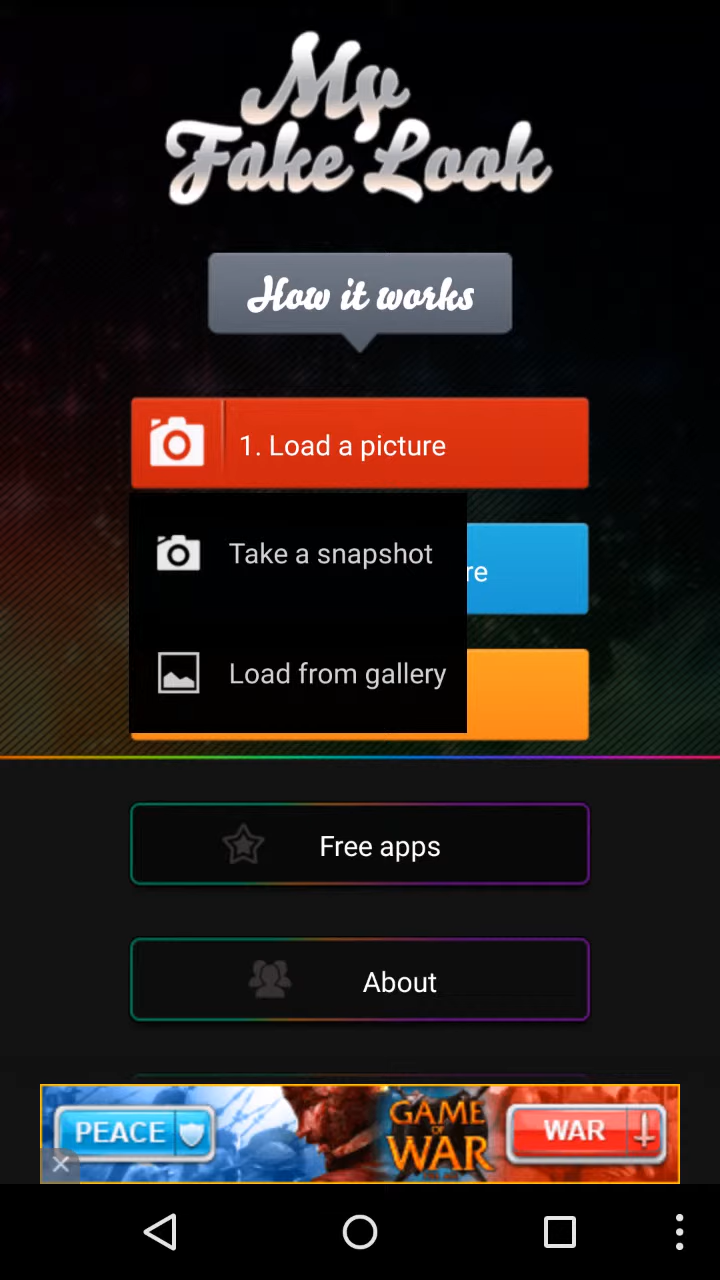 My
Fake Look
How it works
1. Load a picture
Take a snapshot
re
Load from gallery
Free apps
About
PEACE
GAME
OF
WAR
WAR